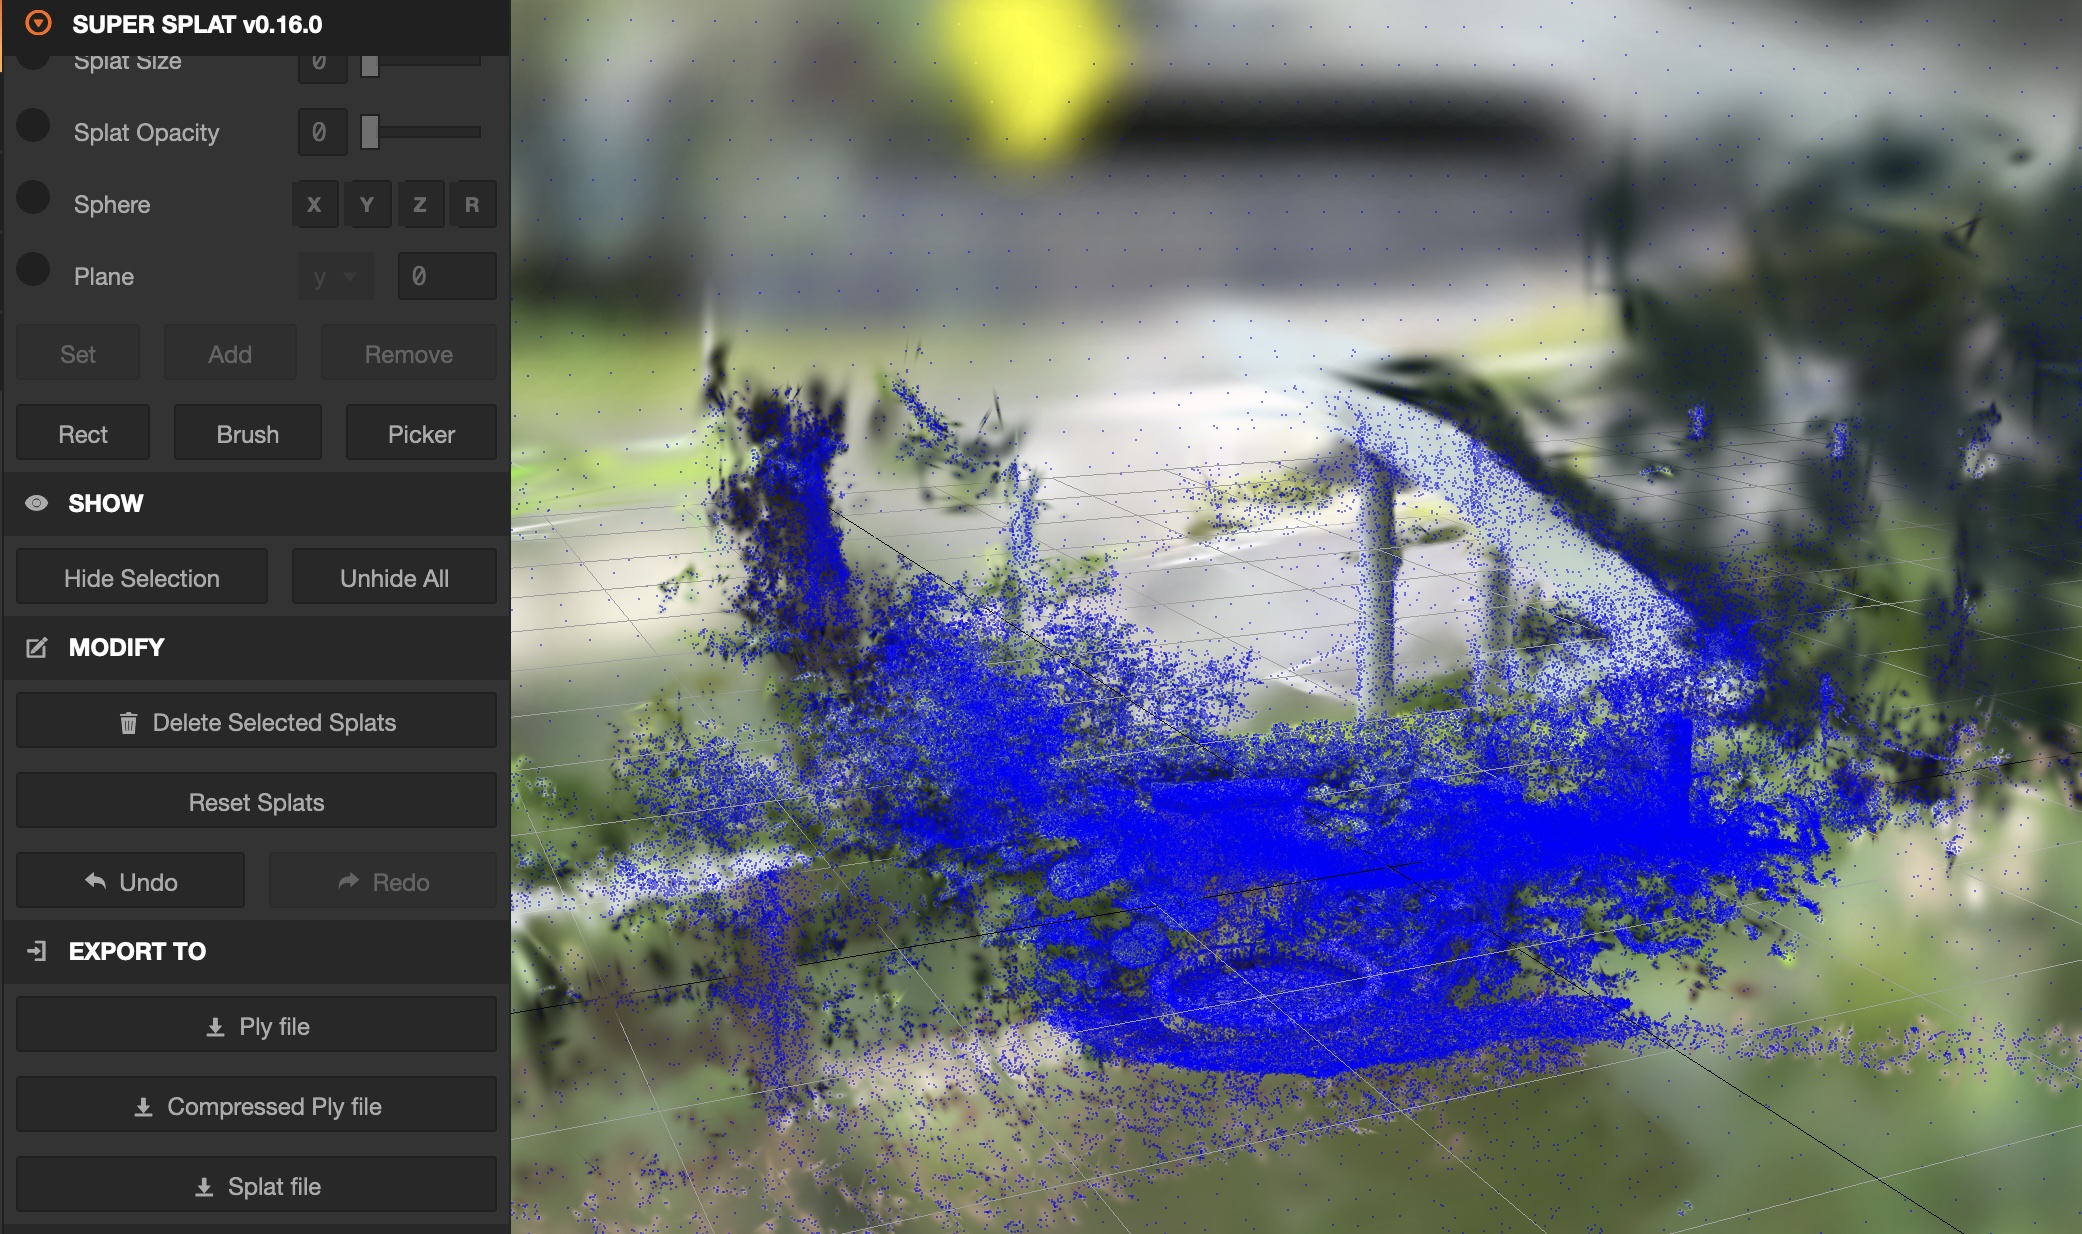 SUPER SPLAT v0.16.0
Splat Size 0
Splat Opacity 0
Sphere X Y Z R
Plane y 0
Set Add Remove
Rect Brush Picker
SHOW
Hide Selection Unhide All
MODIFY
Delete Selected Splats
Reset Splats
Undo Redo
EXPORT TO
Ply file
Compressed Ply file
Splat file